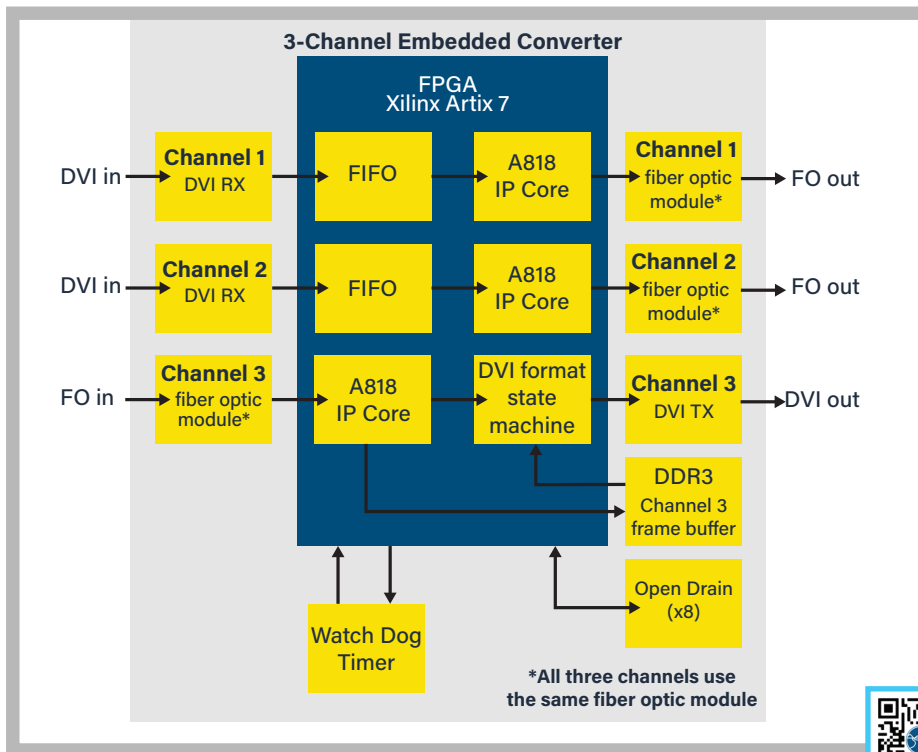 3-Channel Embedded Converter
FPGA
Xilinx Artix 7
DVI in
Channel 1
DVI RX
FIFO
A818
IP Core
Channel 1
fiber optic
module*
FO out
DVI in
Channel 2
DVI RX
FIFO
A818
IP Core
Channel 2
fiber optic
module*
FO out
FO in
Channel 3
fiber optic
module*
A818
IP Core
DVI format
state
machine
Channel 3
DVI TX
DVI out
DDR3
Channel 3
frame buffer
Open Drain
(x8)
Watch Dog
Timer
*All three channels use
the same fiber optic module